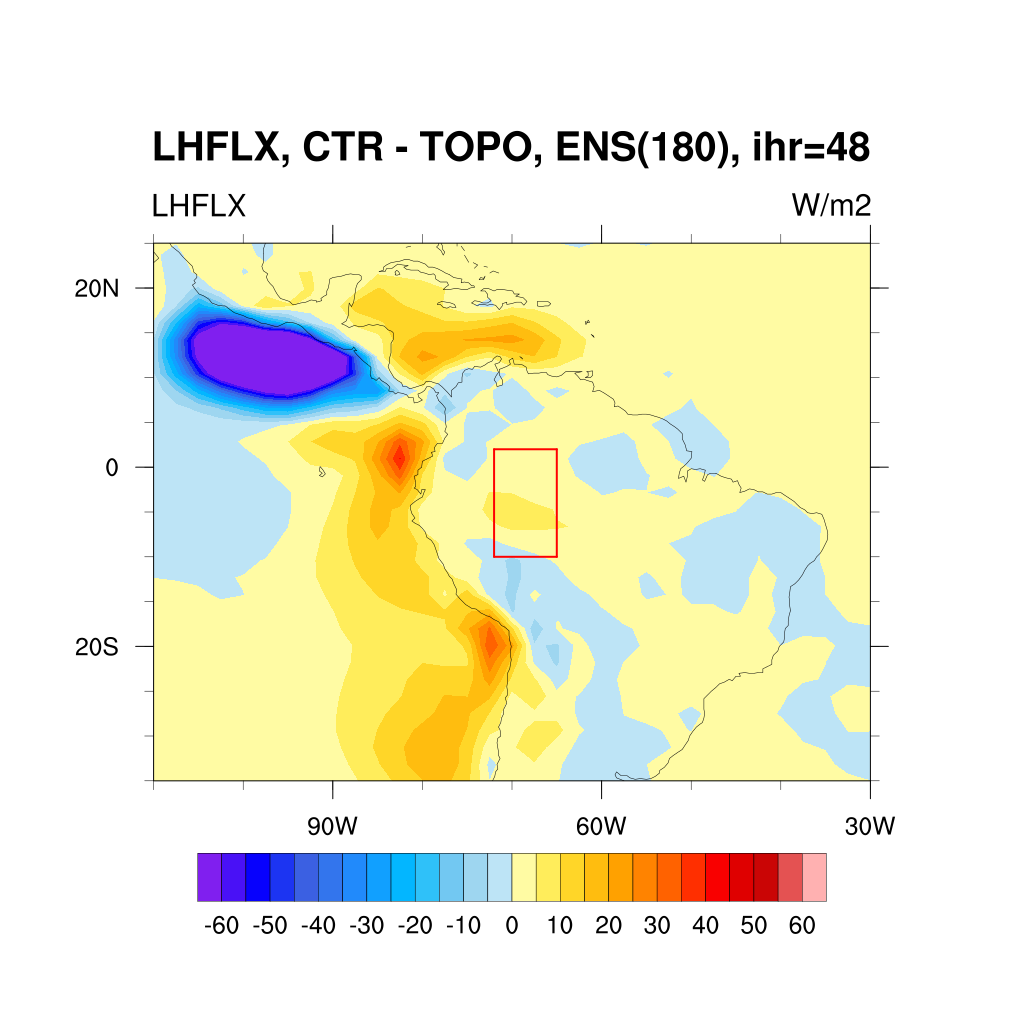 LHFLX, CTR - TOPO, ENS(180), ihr=48
LHFLX W/m2
20N
0
20S
90W 60W 30W
-60 -50 -40 -30 -20 -10 0 10 20 30 40 50 60